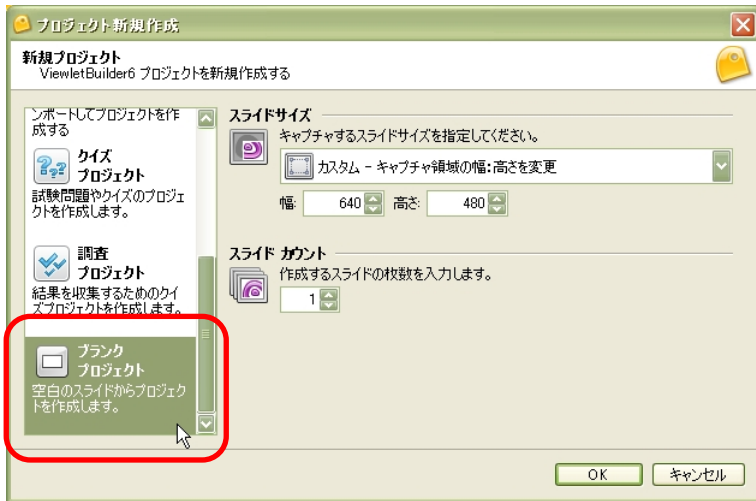 プロジェクト新規作成
新規プロジェクト
ViewletBuilder6 プロジェクトを新規作成する
ンポートしてプロジェクトを作
成する
クイズ
プロジェクト
試験問題やクイズのプロジェ
クトを作成します。
調査
プロジェクト
結果を収集するためのクイ
ズプロジェクトを作成します。
ブランク
プロジェクト
空白のスライドからプロジェク
トを作成します。
スライドサイズ
キャプチャするスライドサイズを指定してください。
カスタム - キャプチャ領域の幅:高さを変更
幅: 640 高さ: 480
スライド カウント
作成するスライドの枚数を入力します。
1
OK キャンセル